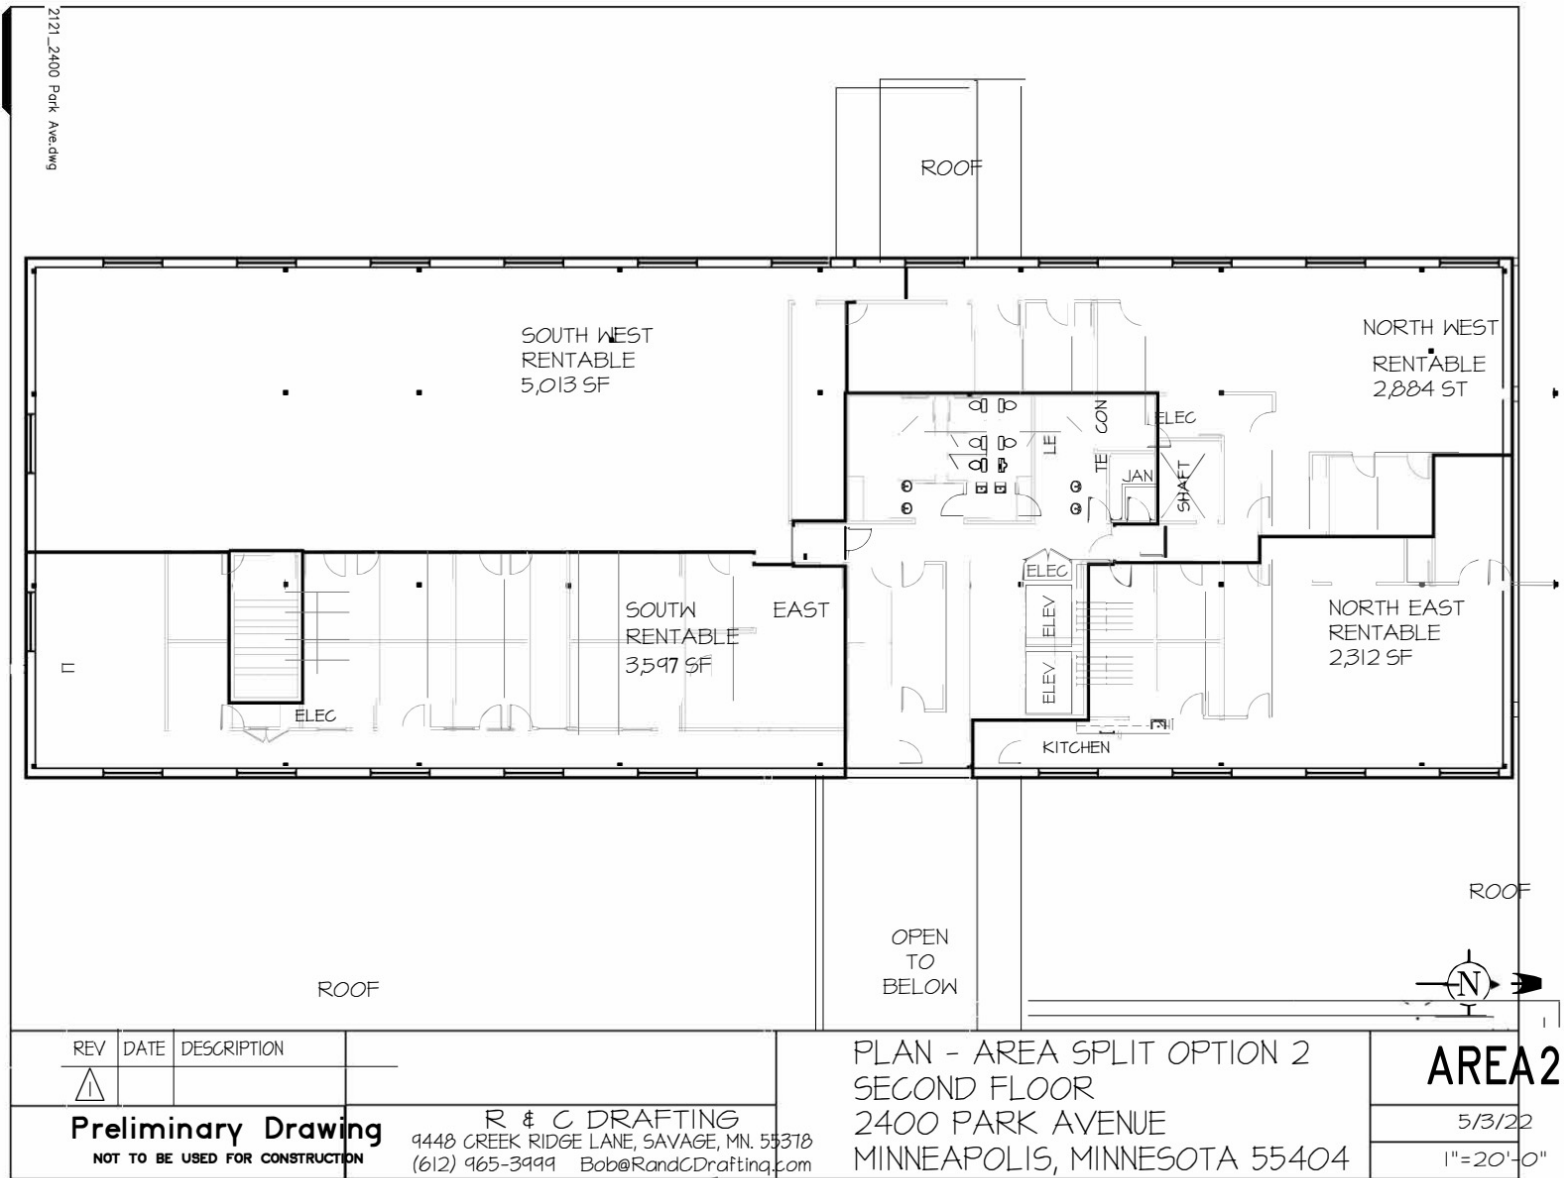 2121_2400 Park Ave.dwg
ROOF
SOUTH WEST
RENTABLE
5,013 SF
NORTH WEST
RENTABLE
2,884 ST
ELEC
CON
TE
LE
JAN
SHAFT
ELEC
ELEV
ELEV
SOUTW EAST
RENTABLE
3,597 SF
IT
ELEC
NORTH EAST
RENTABLE
2,312 SF
KITCHEN
ROOF
OPEN
TO
BELOW
ROOF
N
REV DATE DESCRIPTION
1
Preliminary Drawing
NOT TO BE USED FOR CONSTRUCTION
R & C DRAFTING
9448 CREEK RIDGE LANE, SAVAGE, MN. 55378
(612) 965-3999 Bob@RandCDrafting.com
PLAN - AREA SPLIT OPTION 2
SECOND FLOOR
2400 PARK AVENUE
MINNEAPOLIS, MINNESOTA 55404
AREA2
5/3/22
1"=20'-0"